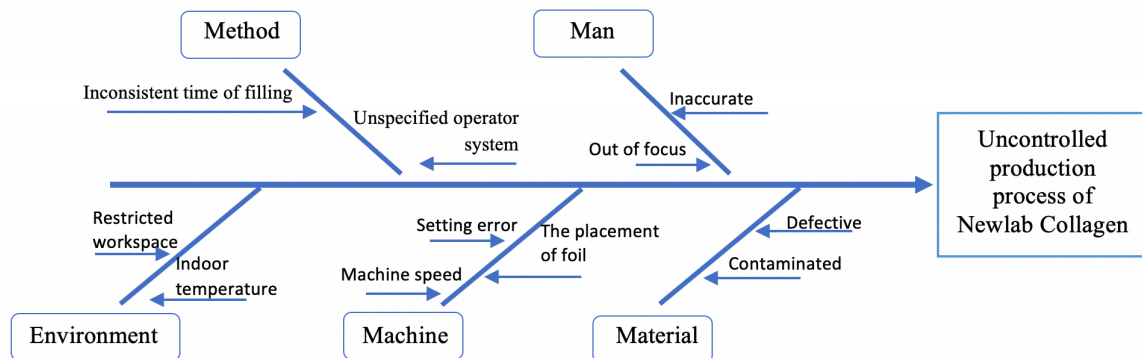 Method
Man
Inconsistent time of filling
Unspecified operator
system
Inaccurate
Out of focus
Uncontrolled
production
process of
Newlab Collagen
Restricted
workspace
Indoor
temperature
Setting error
The placement
of foil
Machine speed
Defective
Contaminated
Environment
Machine
Material